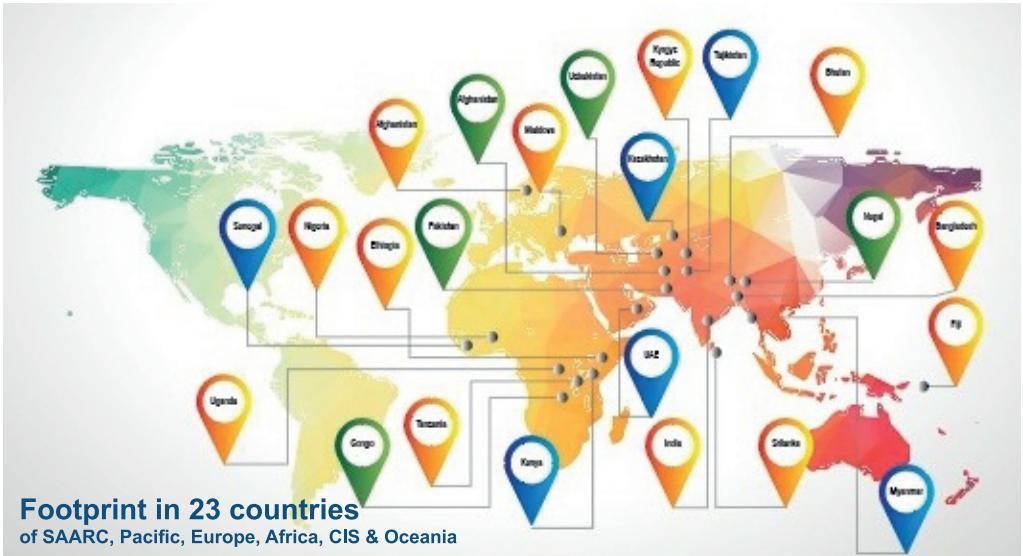 Kyrgyz
Republic
Tajikistan
Uzbekistan
Bhutan
Afghanistan
Afghanistan
Moldova
Kazakhstan
Senegal
Nigeria
Ethiopia
Pakistan
Nepal
Bangladesh
Fiji
UAE
Uganda
Tanzania
Gongo
Kenya
India
Srilanka
Myanmar
Footprint in 23 countries
of SAARC, Pacific, Europe, Africa, CIS & Oceania